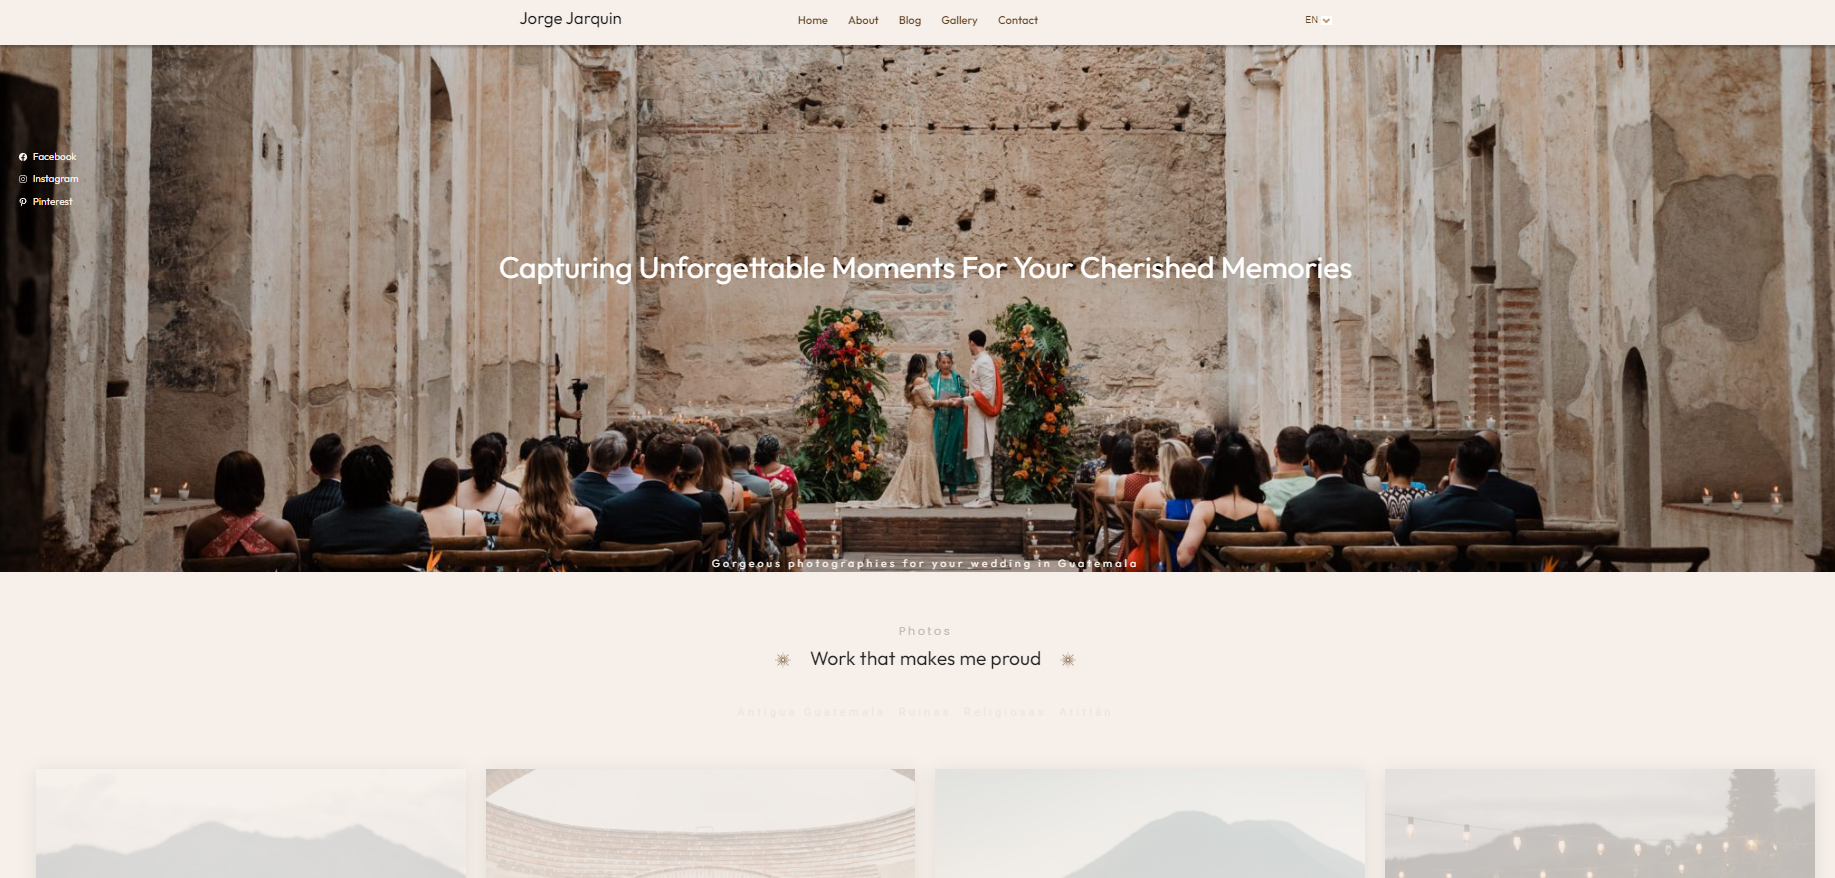 Jorge Jarquin
Home About Blog Gallery Contact
EN
Facebook
Instagram
Pinterest
Capturing Unforgettable Moments For Your Cherished Memories
Gorgeous photographies for your wedding in Guatemala
Photos
Work that makes me proud
Antigua Guatemala Ruinas Religiosas Atitlán